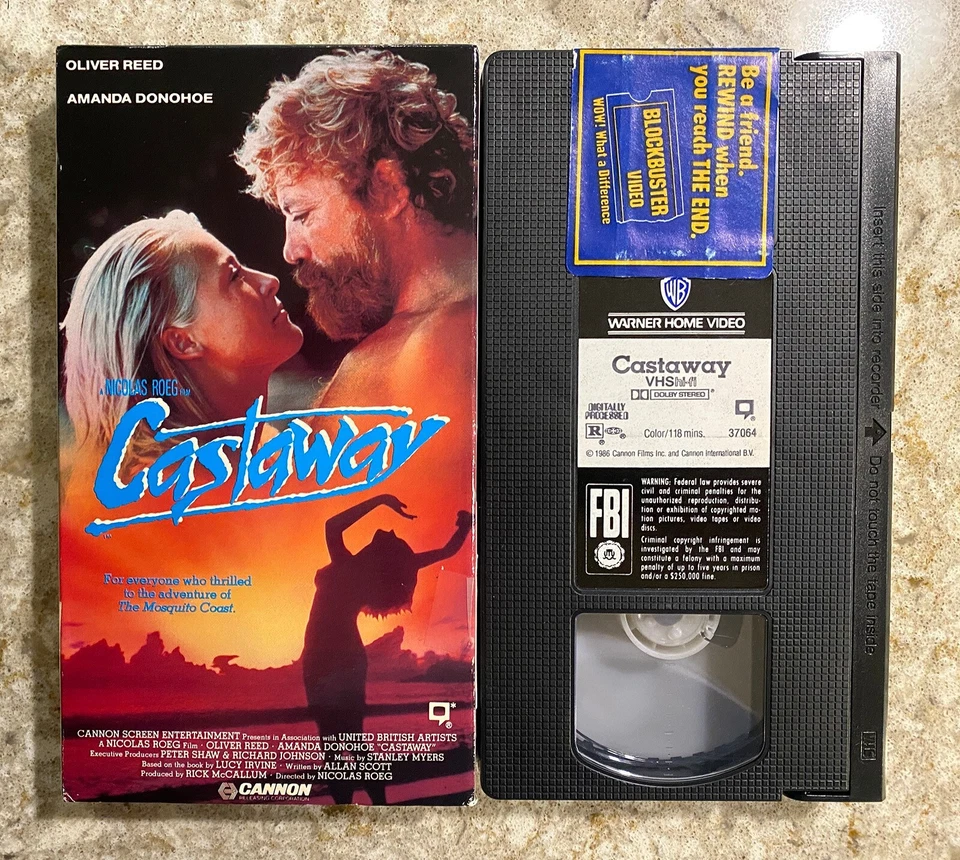 OLIVER REED
AMANDA DONOHOE
A NICOLAS ROEG FILM
Castaway
TM
For everyone who thrilled
to the adventure of
The Mosquito Coast.
CANNON SCREEN ENTERTAINMENT Presents in Association with UNITED BRITISH ARTISTS
A NICOLAS ROEG Film · OLIVER REED · AMANDA DONOHOE "CASTAWAY"
Executive Producers PETER SHAW & RICHARD JOHNSON · Music by STANLEY MYERS
Based on the book by LUCY IRVINE · Written by ALLAN SCOTT
Produced by RICK McCALLUM · Directed by NICOLAS ROEG
CANNON
RELEASING CORPORATION
Be a friend.
REWIND when
you reach THE END.
BLOCKBUSTER
VIDEO
WOW! What a Difference
WB
WARNER HOME VIDEO
Castaway
VHS hi-fi
DOLBY STEREO
DIGITALLY
PROCESSED
R
Color/118 mins. 37064
© 1986 Cannon Films Inc. and Cannon International B.V.
FBI
WARNING: Federal law provides severe
civil and criminal penalties for the
unauthorized reproduction, distribu-
tion or exhibition of copyrighted mo-
tion pictures, video tapes or video
discs.
Criminal copyright infringement is
investigated by the FBI and may
constitute a felony with a maximum
penalty of up to five years in prison
and/or a $250,000 fine.
Insert this side into recorder Do not touch the tape inside
VHS